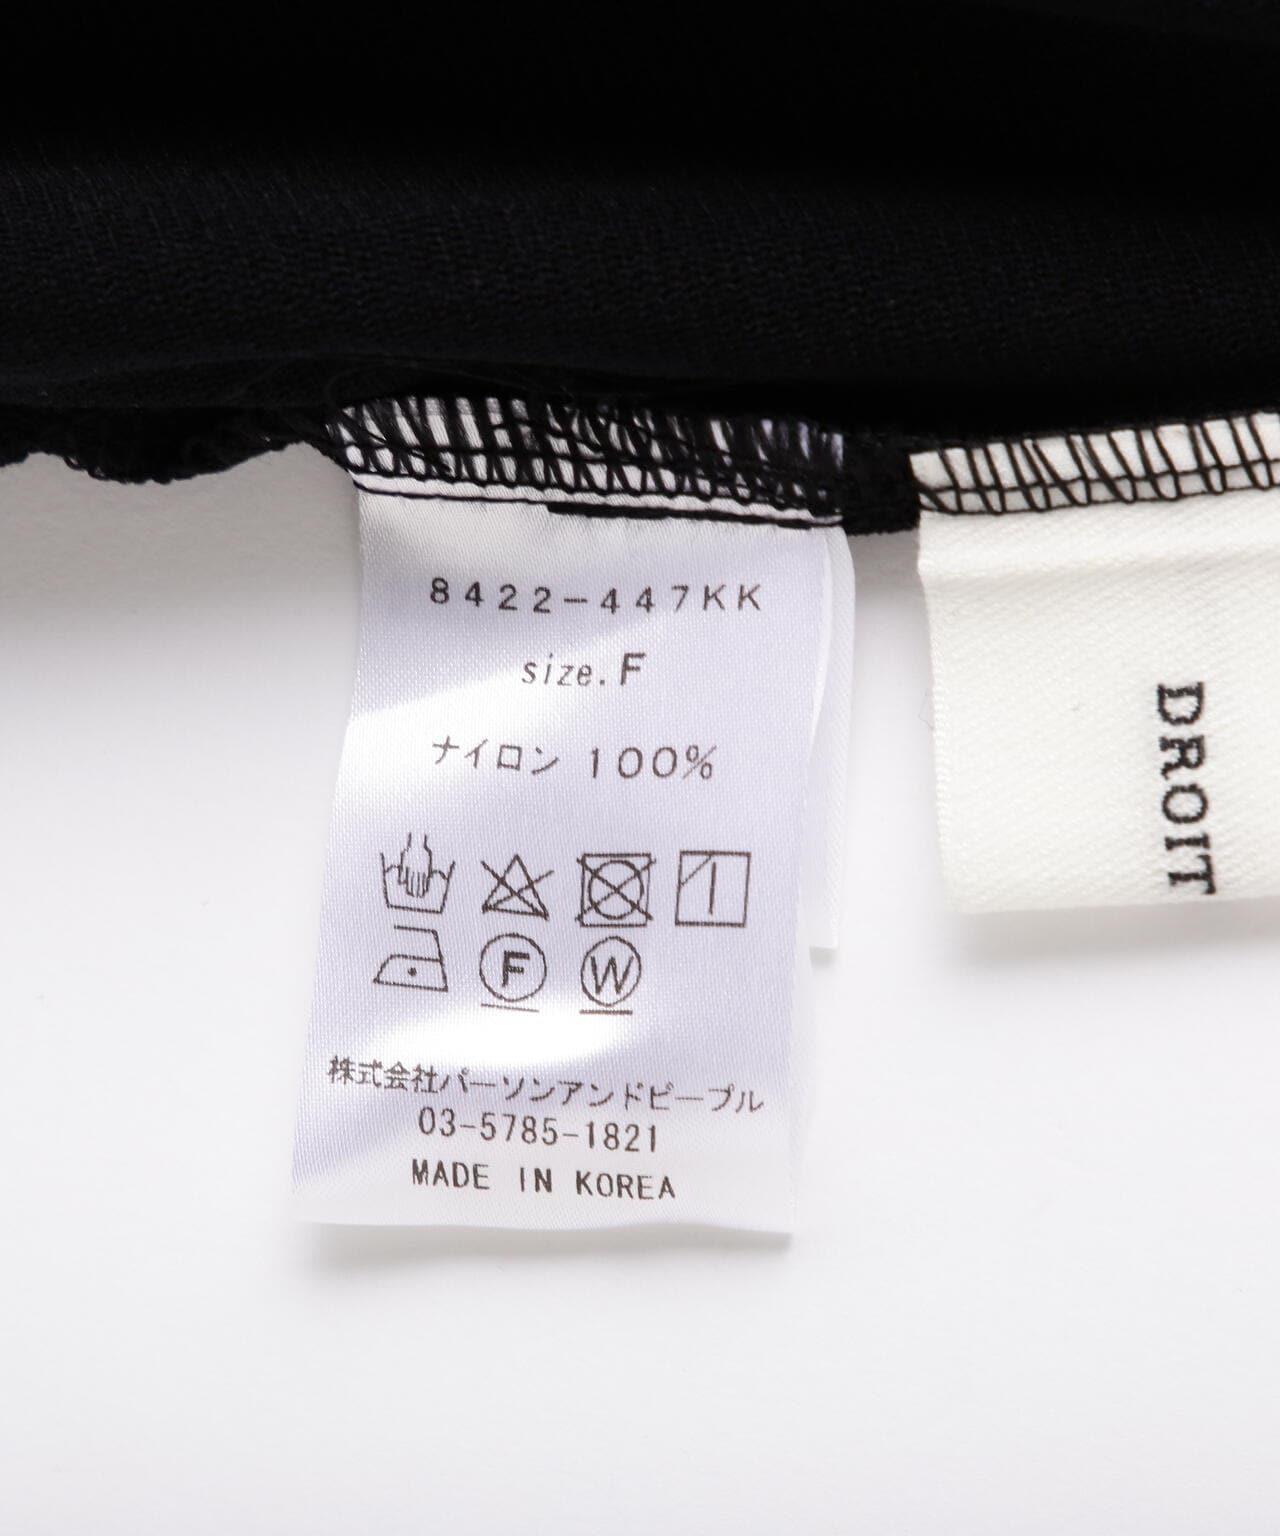 8422-447KK
size.F
ナイロン 100%
F W
株式会社パーソンアンドピープル
03-5785-1821
MADE IN KOREA
DROIT